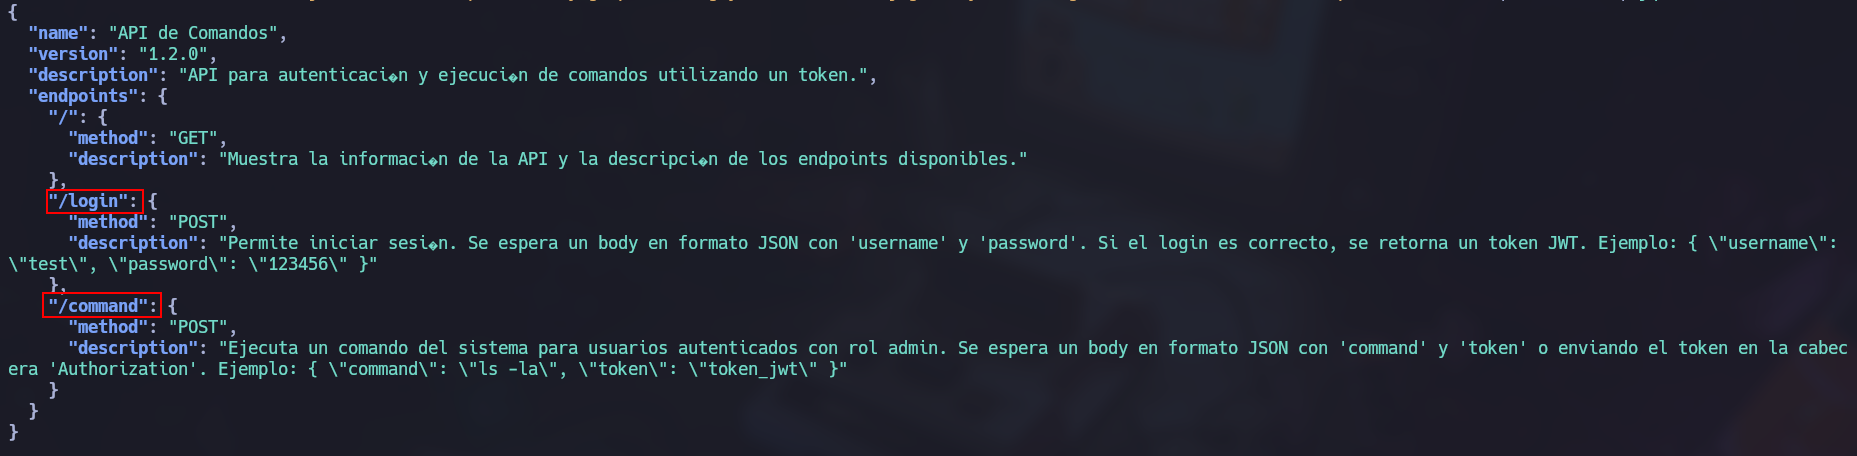 {
  "name": "API de Comandos",
  "version": "1.2.0",
  "description": "API para autenticaci�n y ejecuci�n de comandos utilizando un token.",
  "endpoints": {
    "/": {
      "method": "GET",
      "description": "Muestra la informaci�n de la API y la descripci�n de los endpoints disponibles."
    },
    "/login": {
      "method": "POST",
      "description": "Permite iniciar sesi�n. Se espera un body en formato JSON con 'username' y 'password'. Si el login es correcto, se retorna un token JWT. Ejemplo: { \"username\":
\"test\", \"password\": \"123456\" }"
    },
    "/command": {
      "method": "POST",
      "description": "Ejecuta un comando del sistema para usuarios autenticados con rol admin. Se espera un body en formato JSON con 'command' y 'token' o enviando el token en la cabec
era 'Authorization'. Ejemplo: { \"command\": \"ls -la\", \"token\": \"token_jwt\" }"
    }
  }
}